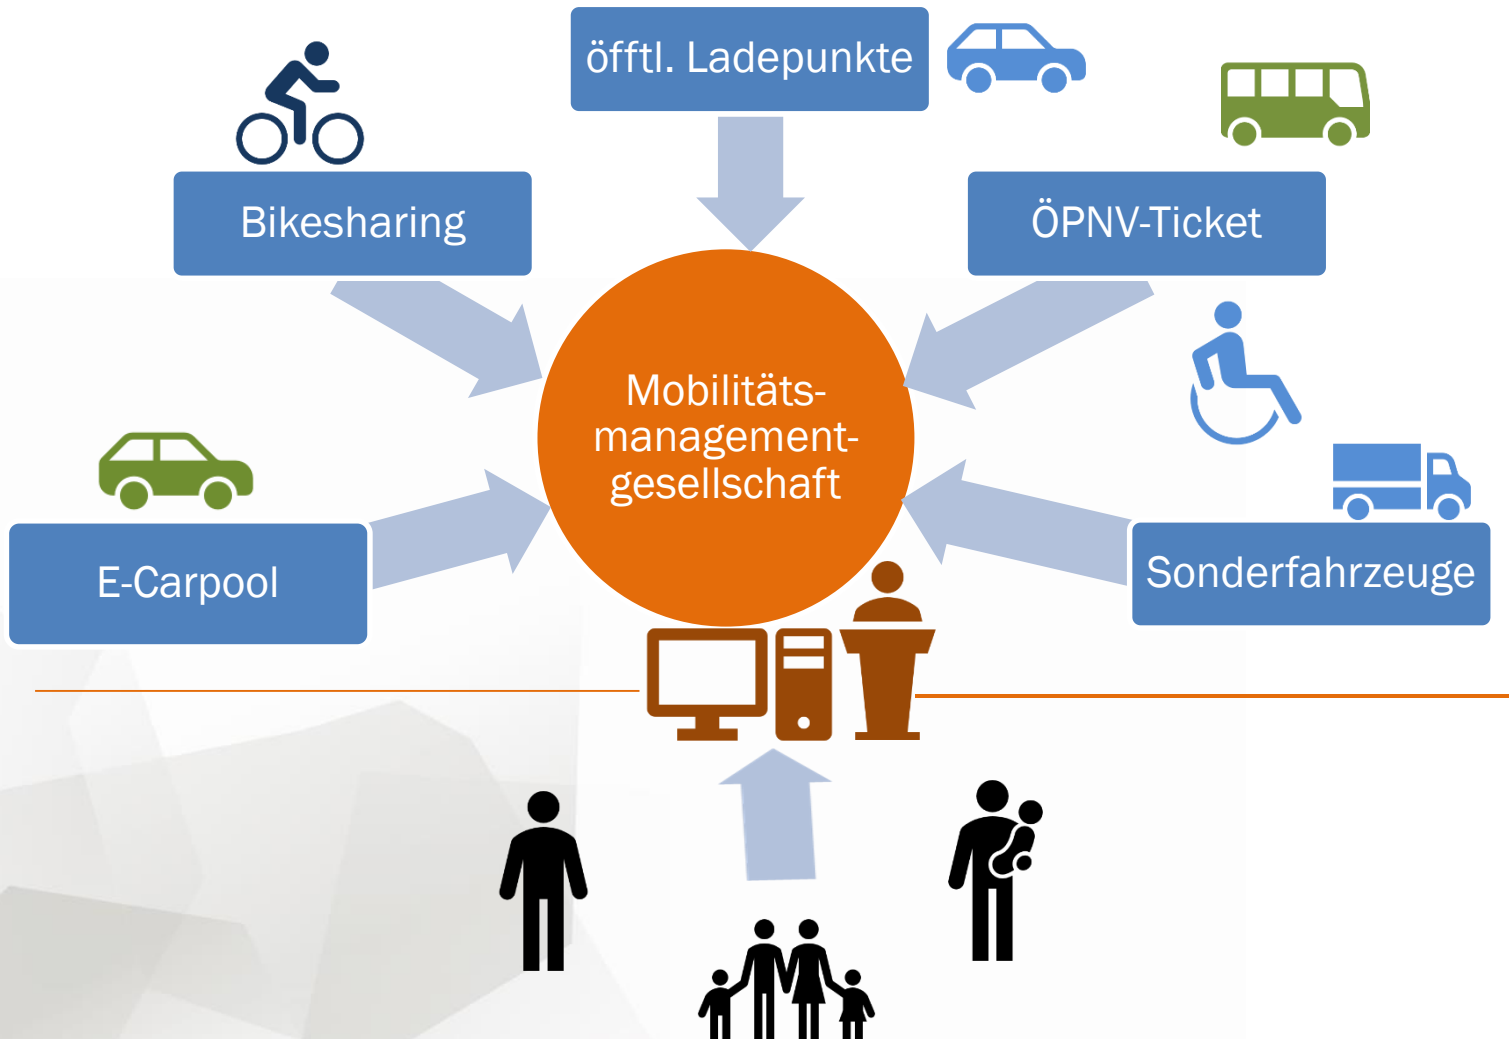 öfftl. Ladepunkte
Bikesharing
ÖPNV-Ticket
Mobilitäts-
management-
gesellschaft
E-Carpool
Sonderfahrzeuge